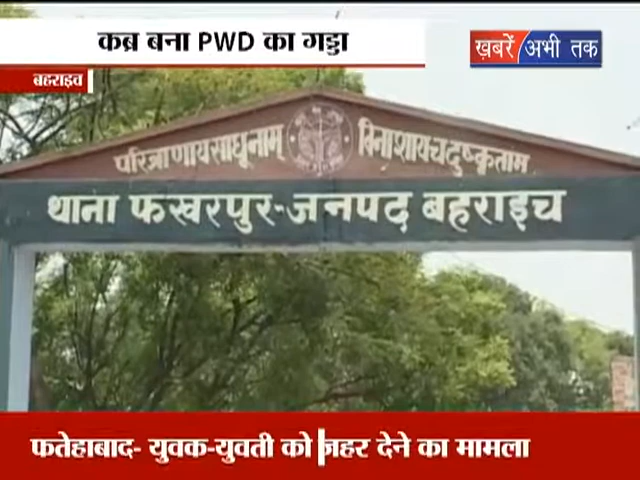 कब्र बना PWD का गड्ढा
ख़बरें अभी तक
बहराइच
परित्राणाय साधूनाम् विनाशाय च दुष्कृताम्
थाना फखरपुर-जनपद बहराइच
फतेहाबाद- युवक-युवती को जहर देने का मामला